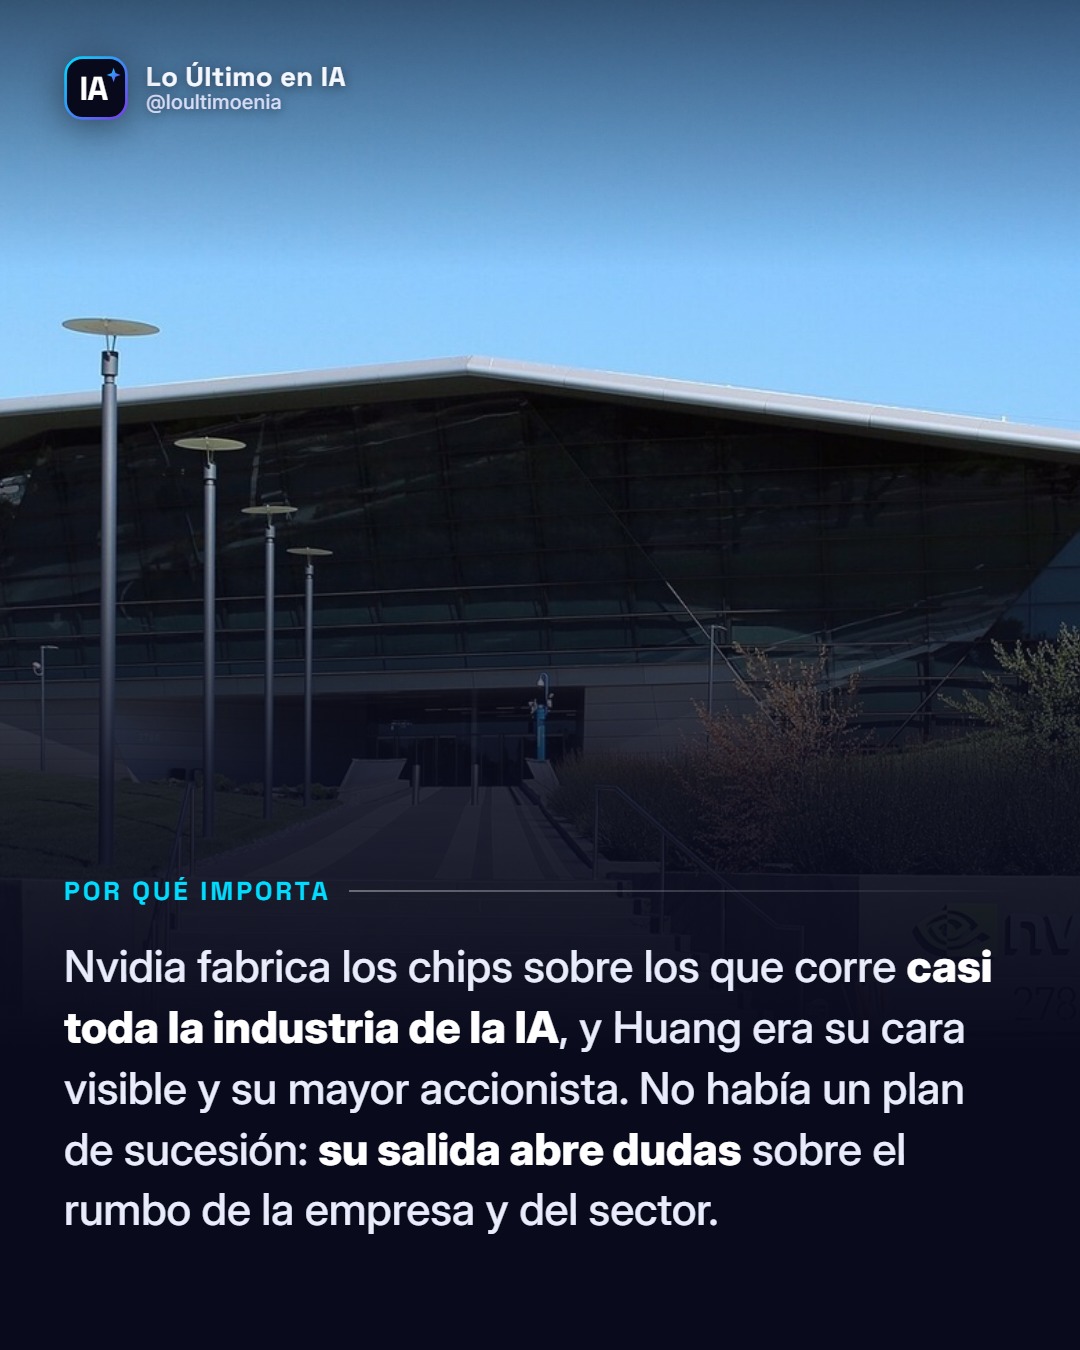 IA
Lo Último en IA
@loultimoenia
POR QUÉ IMPORTA
Nvidia fabrica los chips sobre los que corre casi
toda la industria de la IA, y Huang era su cara
visible y su mayor accionista. No había un plan
de sucesión: su salida abre dudas sobre el
rumbo de la empresa y del sector.
nv
278